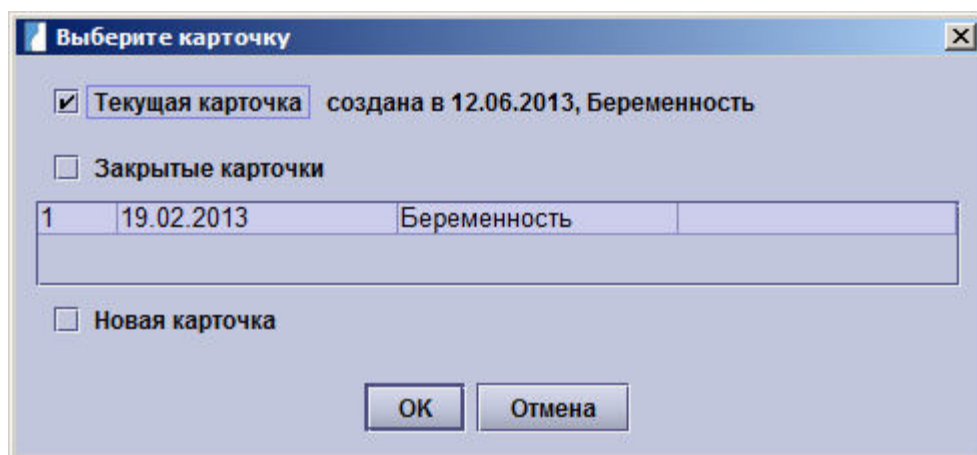 Выберите карточку
Текущая карточка создана в 12.06.2013, Беременность
Закрытые карточки
1 19.02.2013 Беременность
Новая карточка
OK Отмена